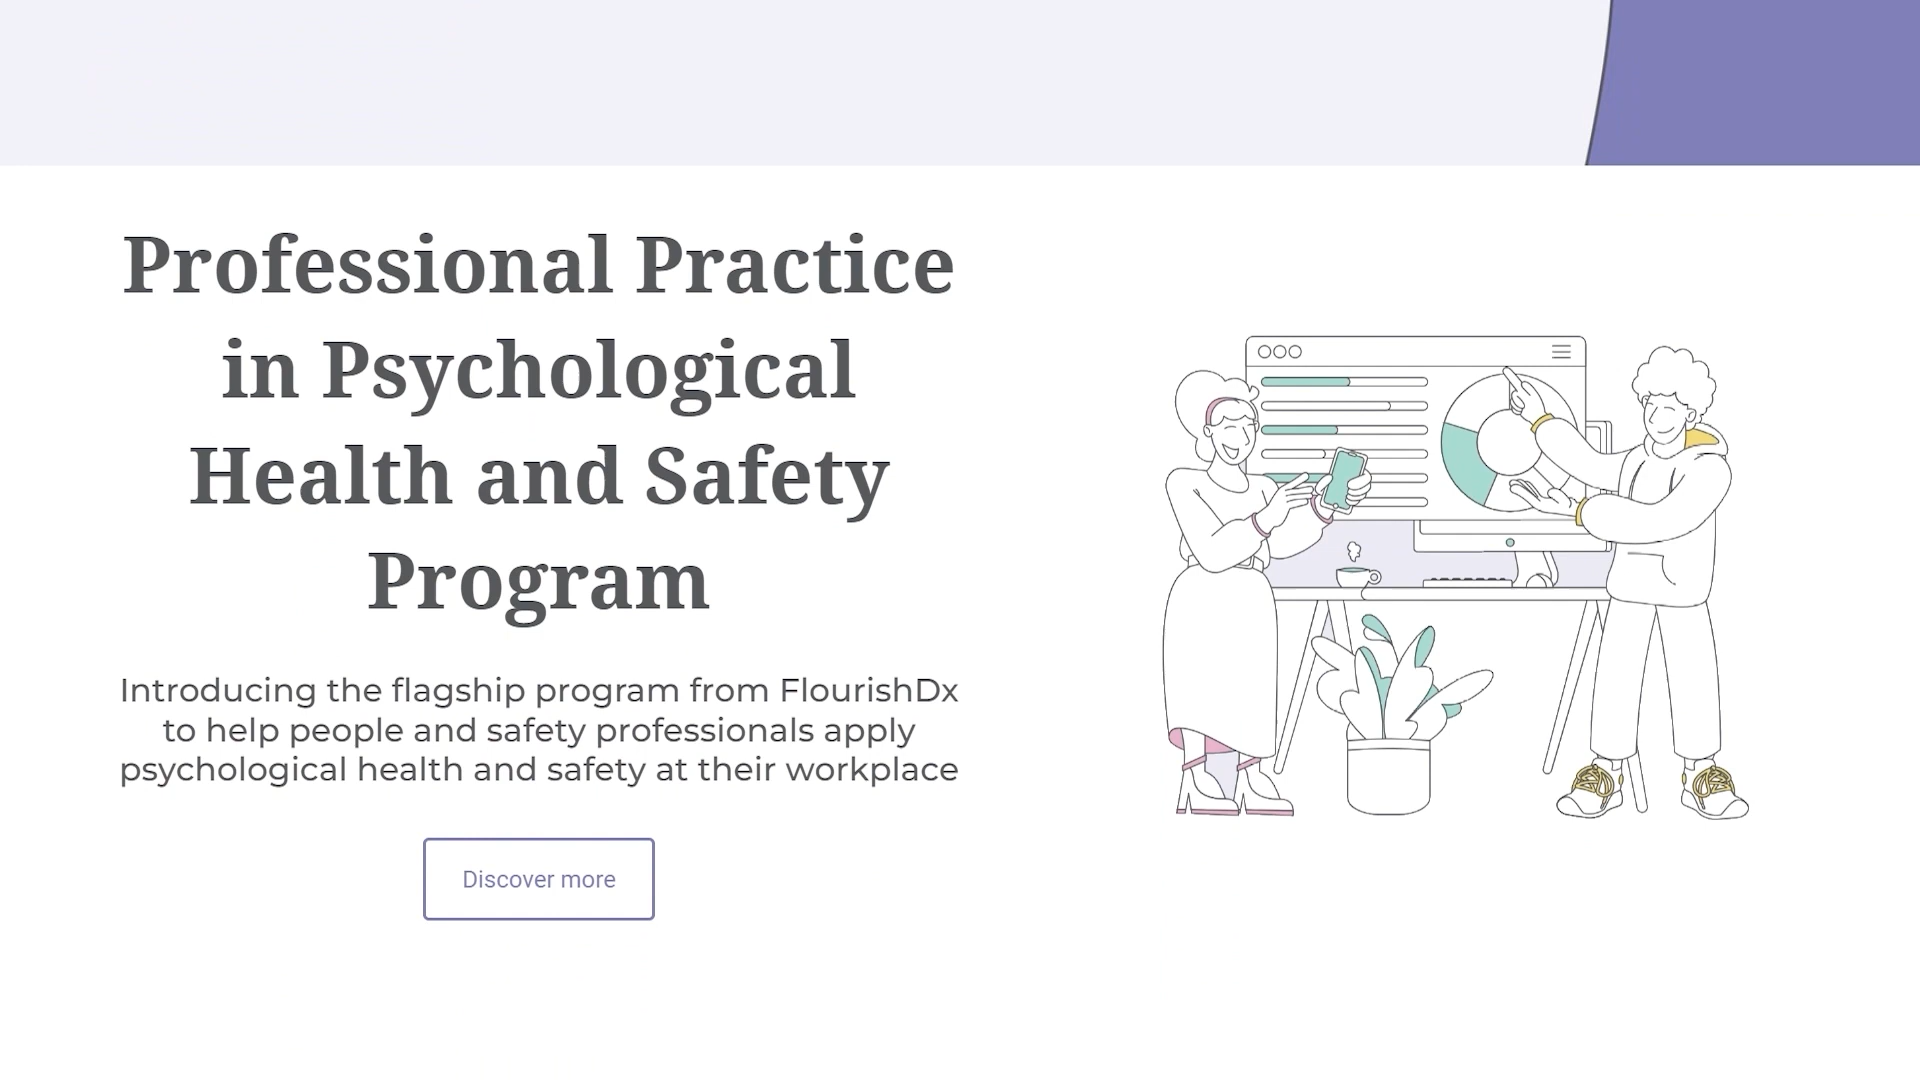 Professional Practice
in Psychological
Health and Safety
Program
Introducing the flagship program from FlourishDx
to help people and safety professionals apply
psychological health and safety at their workplace
Discover more